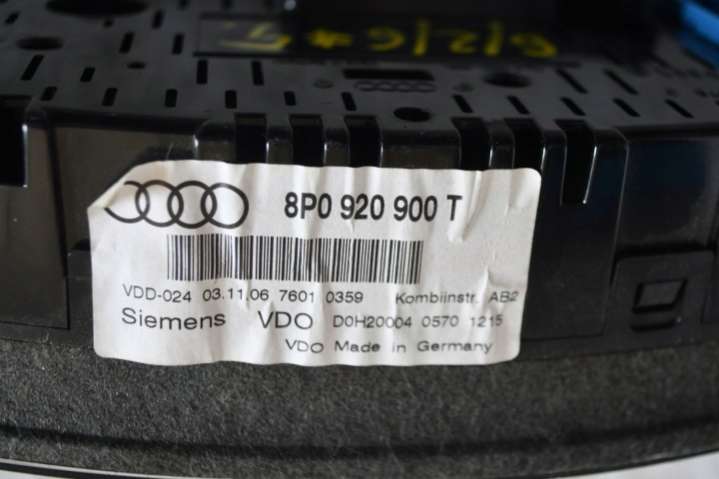 8P0 920 900 T
VDD-024 03.11.06 7601 0359 Kombiinstr. AB2
Siemens VDO D0H20004 0570 1215
VDO Made in Germany